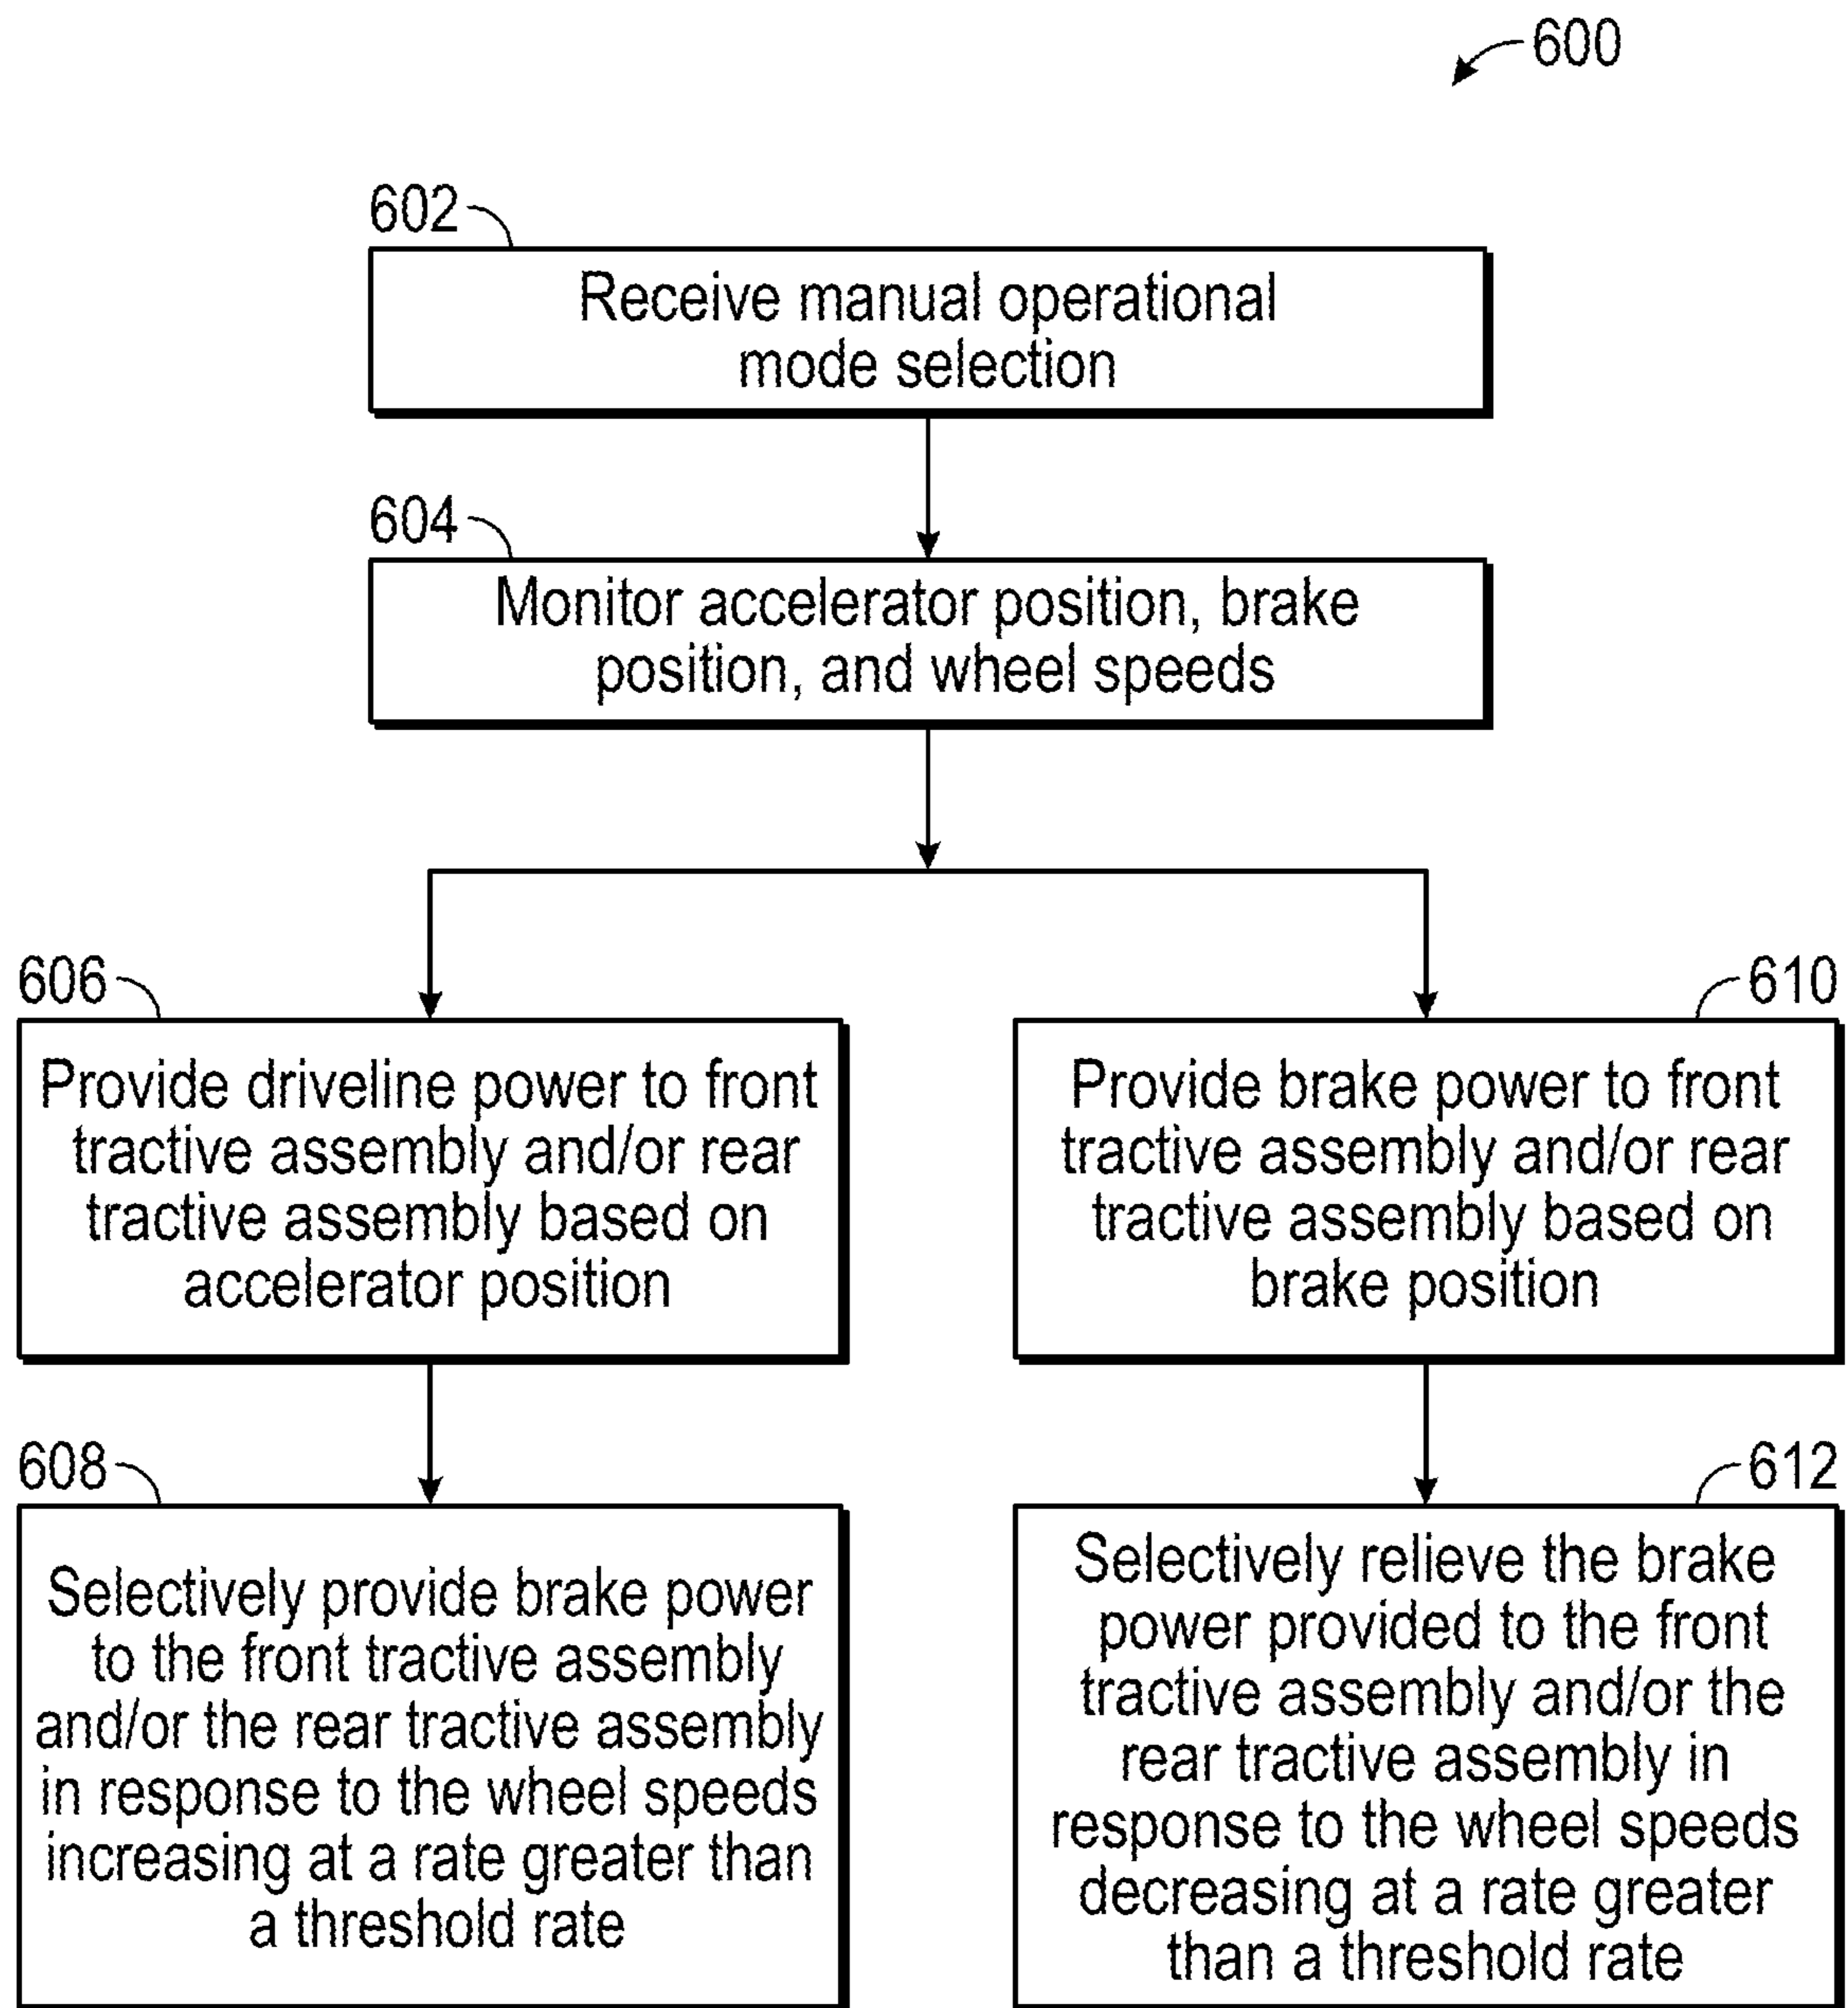 600
602
Receive manual operational
mode selection
604
Monitor accelerator position, brake
position, and wheel speeds
606
Provide driveline power to front
tractive assembly and/or rear
tractive assembly based on
accelerator position
610
Provide brake power to front
tractive assembly and/or rear
tractive assembly based on
brake position
608
Selectively provide brake power
to the front tractive assembly
and/or the rear tractive assembly
in response to the wheel speeds
increasing at a rate greater than
a threshold rate
612
Selectively relieve the brake
power provided to the front
tractive assembly and/or the
rear tractive assembly in
response to the wheel speeds
decreasing at a rate greater
than a threshold rate